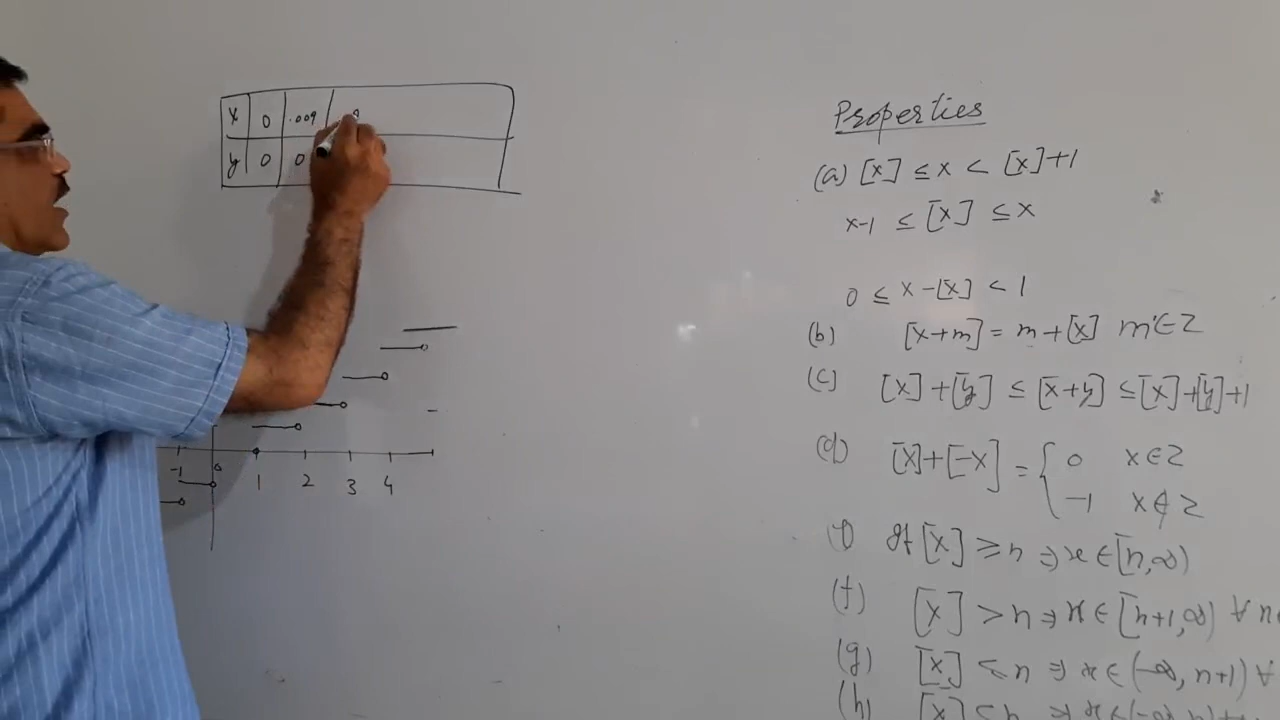 x 0 .009
y 0 0
-1 0 1 2 3 4
Properties
(a) [x] ≤ x < [x]+1
x-1 ≤ [x] ≤ x
0 ≤ x-[x] < 1
(b) [x+m] = m+[x] m∈Z
(c) [x]+[y] ≤ [x+y] ≤ [x]+[y]+1
(d) [x]+[-x] = { 0 x∈Z
-1 x∉Z
If [x] ≥ n ⇒ x ∈ [n,∞)
(f) [x] > n ⇒ x ∈ [n+1,∞) ∀
(g) x ∈ (-∞, n+1) ∀
(h) [x]